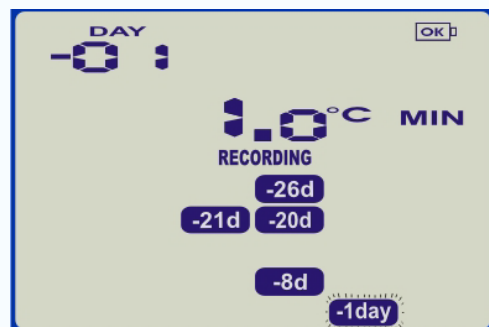 DAY OK
-01
1.0°C MIN
RECORDING
-26d
-21d -20d
-8d
-1day